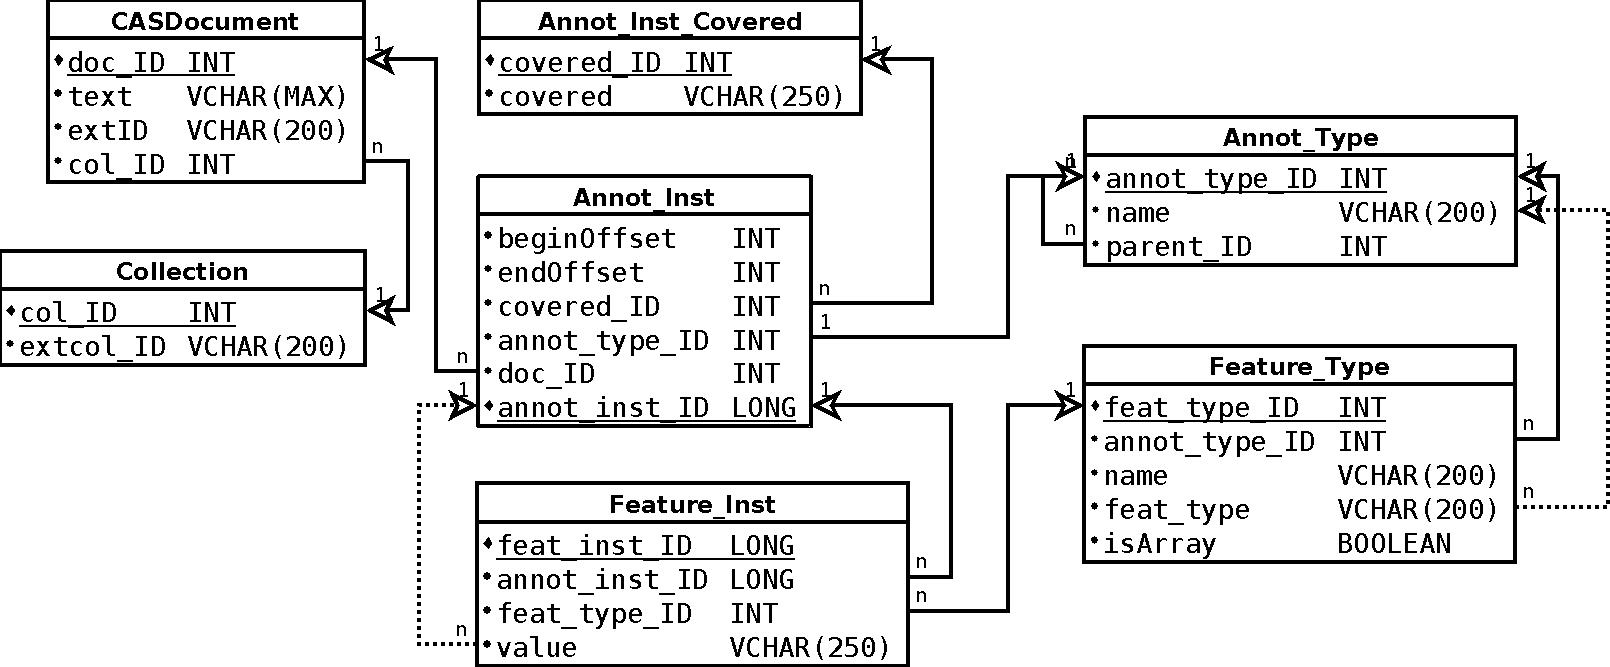 CASDocument
doc_ID INT
text VCHAR(MAX)
extID VCHAR(200)
col_ID INT
1
n
Collection
col_ID INT
extcol_ID VCHAR(200)
1
Annot_Inst_Covered
covered_ID INT
covered VCHAR(250)
1
Annot_Inst
beginOffset INT
endOffset INT
covered_ID INT
annot_type_ID INT
doc_ID INT
annot_inst_ID LONG
n
1
n
1
1
Feature_Inst
feat_inst_ID LONG
annot_inst_ID LONG
feat_type_ID INT
value VCHAR(250)
n
n
n
Annot_Type
annot_type_ID INT
name VCHAR(200)
parent_ID INT
1
n
n
1
1
Feature_Type
feat_type_ID INT
annot_type_ID INT
name VCHAR(200)
feat_type VCHAR(200)
isArray BOOLEAN
1
n
n